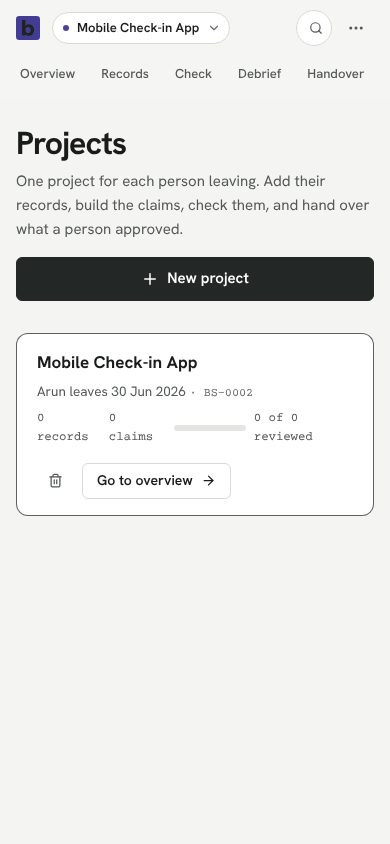 b
Mobile Check-in App
Overview Records Check Debrief Handover
Projects
One project for each person leaving. Add their
records, build the claims, check them, and hand over
what a person approved.
New project
Mobile Check-in App
Arun leaves 30 Jun 2026 · BS-0002
0 records
0 claims
0 of 0 reviewed
Go to overview